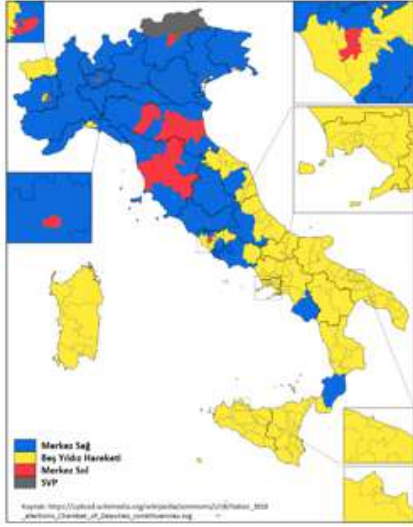 Merkez Sağ
Beş Yıldız Hareketi
Merkez Sol
SVP
Kaynak: https://upload.wikimedia.org/wikipedia/commons/
_elections_Chamber_of_Deputies_constituencies.svg